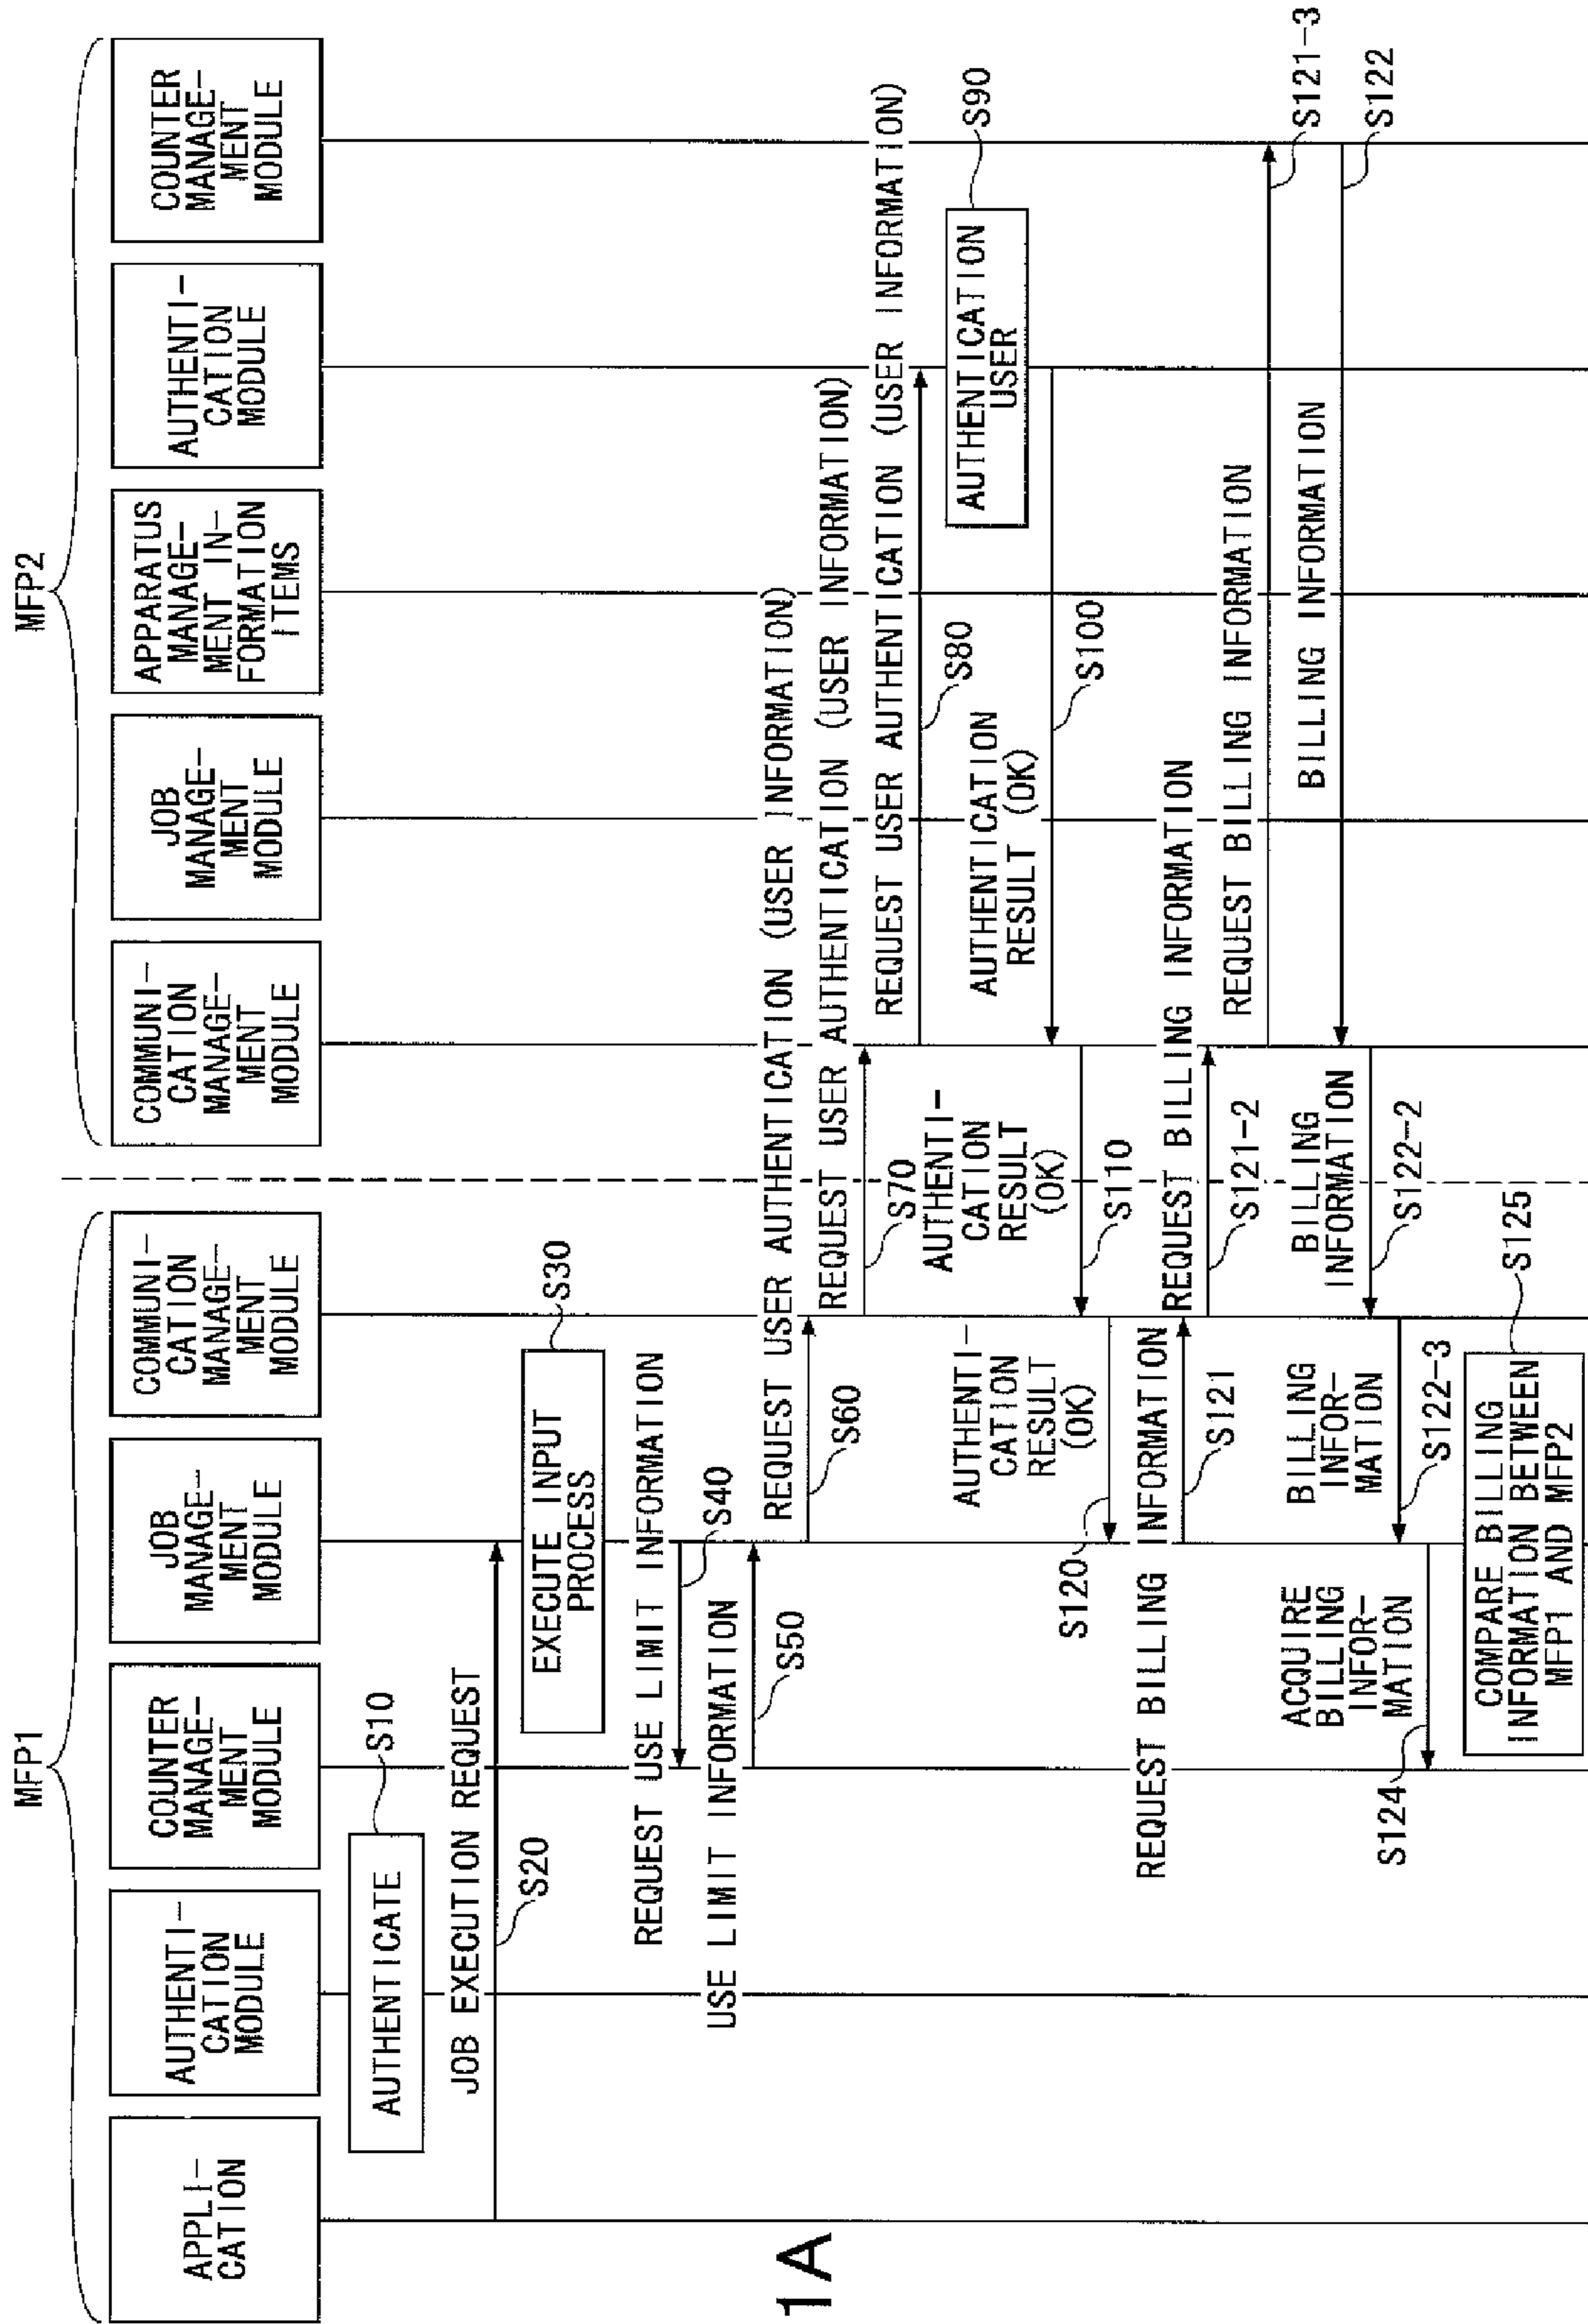 MFP1
MFP2
APPLI-
CATION
AUTHENTI-
CATION
MODULE
COUNTER
MANAGE-
MENT
MODULE
JOB
MANAGE-
MENT
MODULE
COMMUNI-
CATION
MANAGE-
MENT
MODULE
COMMUNI-
CATION
MANAGE-
MENT
MODULE
JOB
MANAGE-
MENT
MODULE
APPARATUS
MANAGE-
MENT IN-
FORMATION
ITEMS
AUTHENTI-
CATION
MODULE
COUNTER
MANAGE-
MENT
MODULE
AUTHENTICATE
S10
JOB EXECUTION REQUEST
S20
EXECUTE INPUT
PROCESS
S30
REQUEST USE LIMIT INFORMATION
S40
USE LIMIT INFORMATION
S50
REQUEST USER AUTHENTICATION (USER INFORMATION)
S60
REQUEST USER AUTHENTICATION (USER INFORMATION)
S70
REQUEST USER AUTHENTICATION (USER INFORMATION)
S80
AUTHENTICATION
USER
S90
AUTHENTICATION
RESULT (OK)
S100
AUTHENTI-
CATION
RESULT
(OK)
S110
AUTHENTI-
CATION
RESULT
(OK)
S120
REQUEST BILLING INFORMATION
S121
REQUEST BILLING INFORMATION
S121-2
REQUEST BILLING INFORMATION
S121-3
BILLING INFORMATION
S122
BILLING
INFORMATION
S122-2
BILLING
INFOR-
MATION
S122-3
ACQUIRE
BILLING
INFOR-
MATION
S124
COMPARE BILLING
INFORMATION BETWEEN
MFP1 AND MFP2
S125
1A